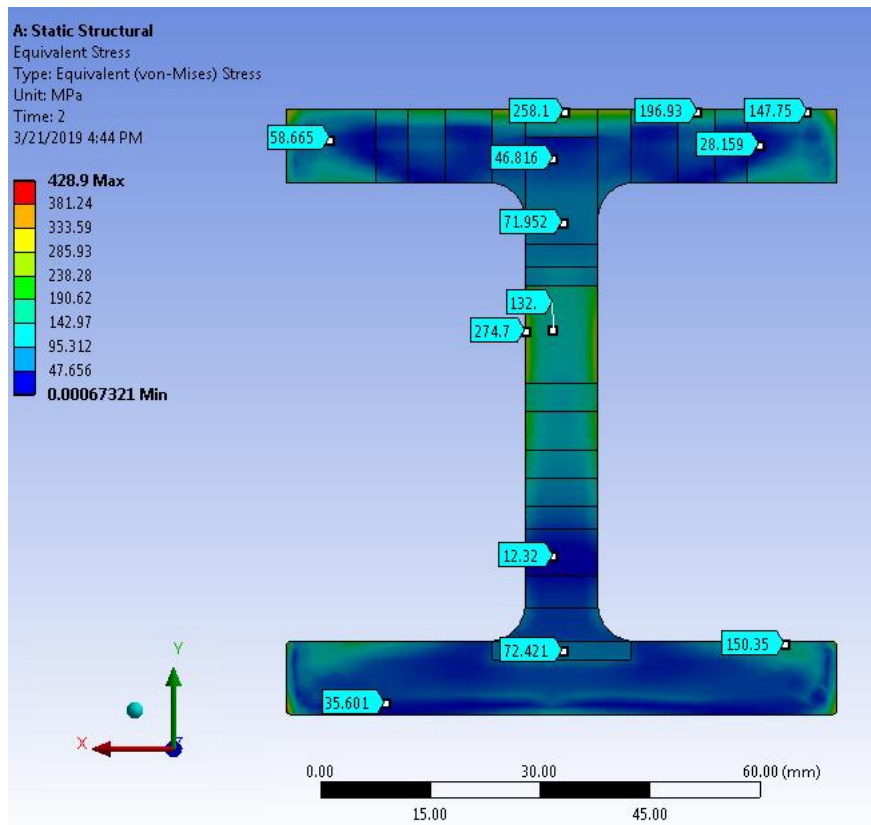 A: Static Structural
Equivalent Stress
Type: Equivalent (von-Mises) Stress
Unit: MPa
Time: 2
3/21/2019 4:44 PM
428.9 Max
381.24
333.59
285.93
238.28
190.62
142.97
95.312
47.656
0.00067321 Min
258.1
196.93
147.75
58.665
46.816
28.159
71.952
132.
274.7
12.32
72.421
150.35
35.601
Y
X
Z
0.00 30.00 60.00 (mm)
15.00 45.00